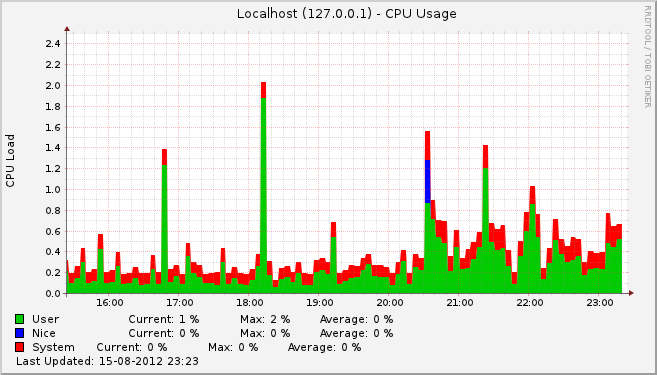 Localhost (127.0.0.1) - CPU Usage
RRDTOOL / TOBI OETIKER
CPU Load
2.4
2.2
2.0
1.8
1.6
1.4
1.2
1.0
0.8
0.6
0.4
0.2
0.0
16:00 17:00 18:00 19:00 20:00 21:00 22:00 23:00
User Current: 1 % Max: 2 % Average: 0 %
Nice Current: 0 % Max: 0 % Average: 0 %
System Current: 0 % Max: 0 % Average: 0 %
Last Updated: 15-08-2012 23:23